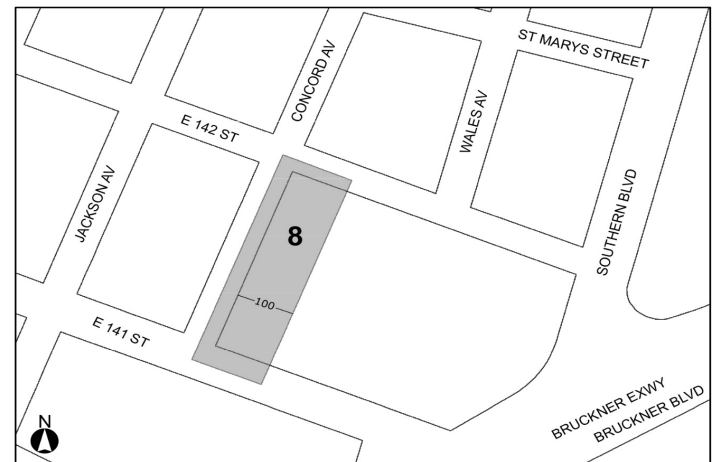 ST MARYS STREET
CONCORD AV
E 142 ST
WALES AV
JACKSON AV
SOUTHERN BLVD
8
100
E 141 ST
BRUCKNER EXWY
BRUCKNER BLVD
N